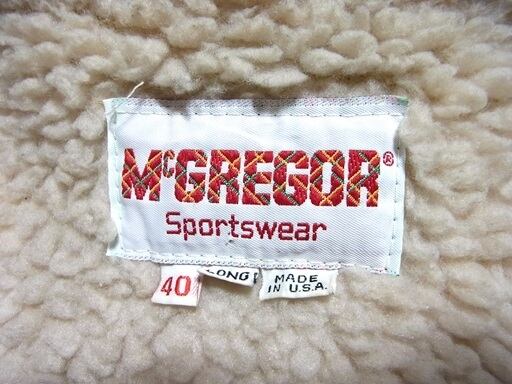 McGREGOR®
Sportswear
40
LONG
MADE
IN U.S.A.